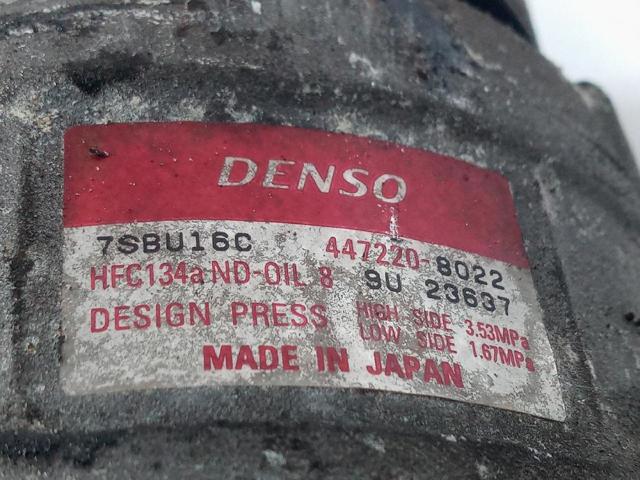 DENSO
7SBU16C 447220-8022
HFC134a ND-OIL 8 9U 23637
DESIGN PRESS HIGH SIDE 3.53MPa
LOW SIDE 1.67MPa
MADE IN JAPAN